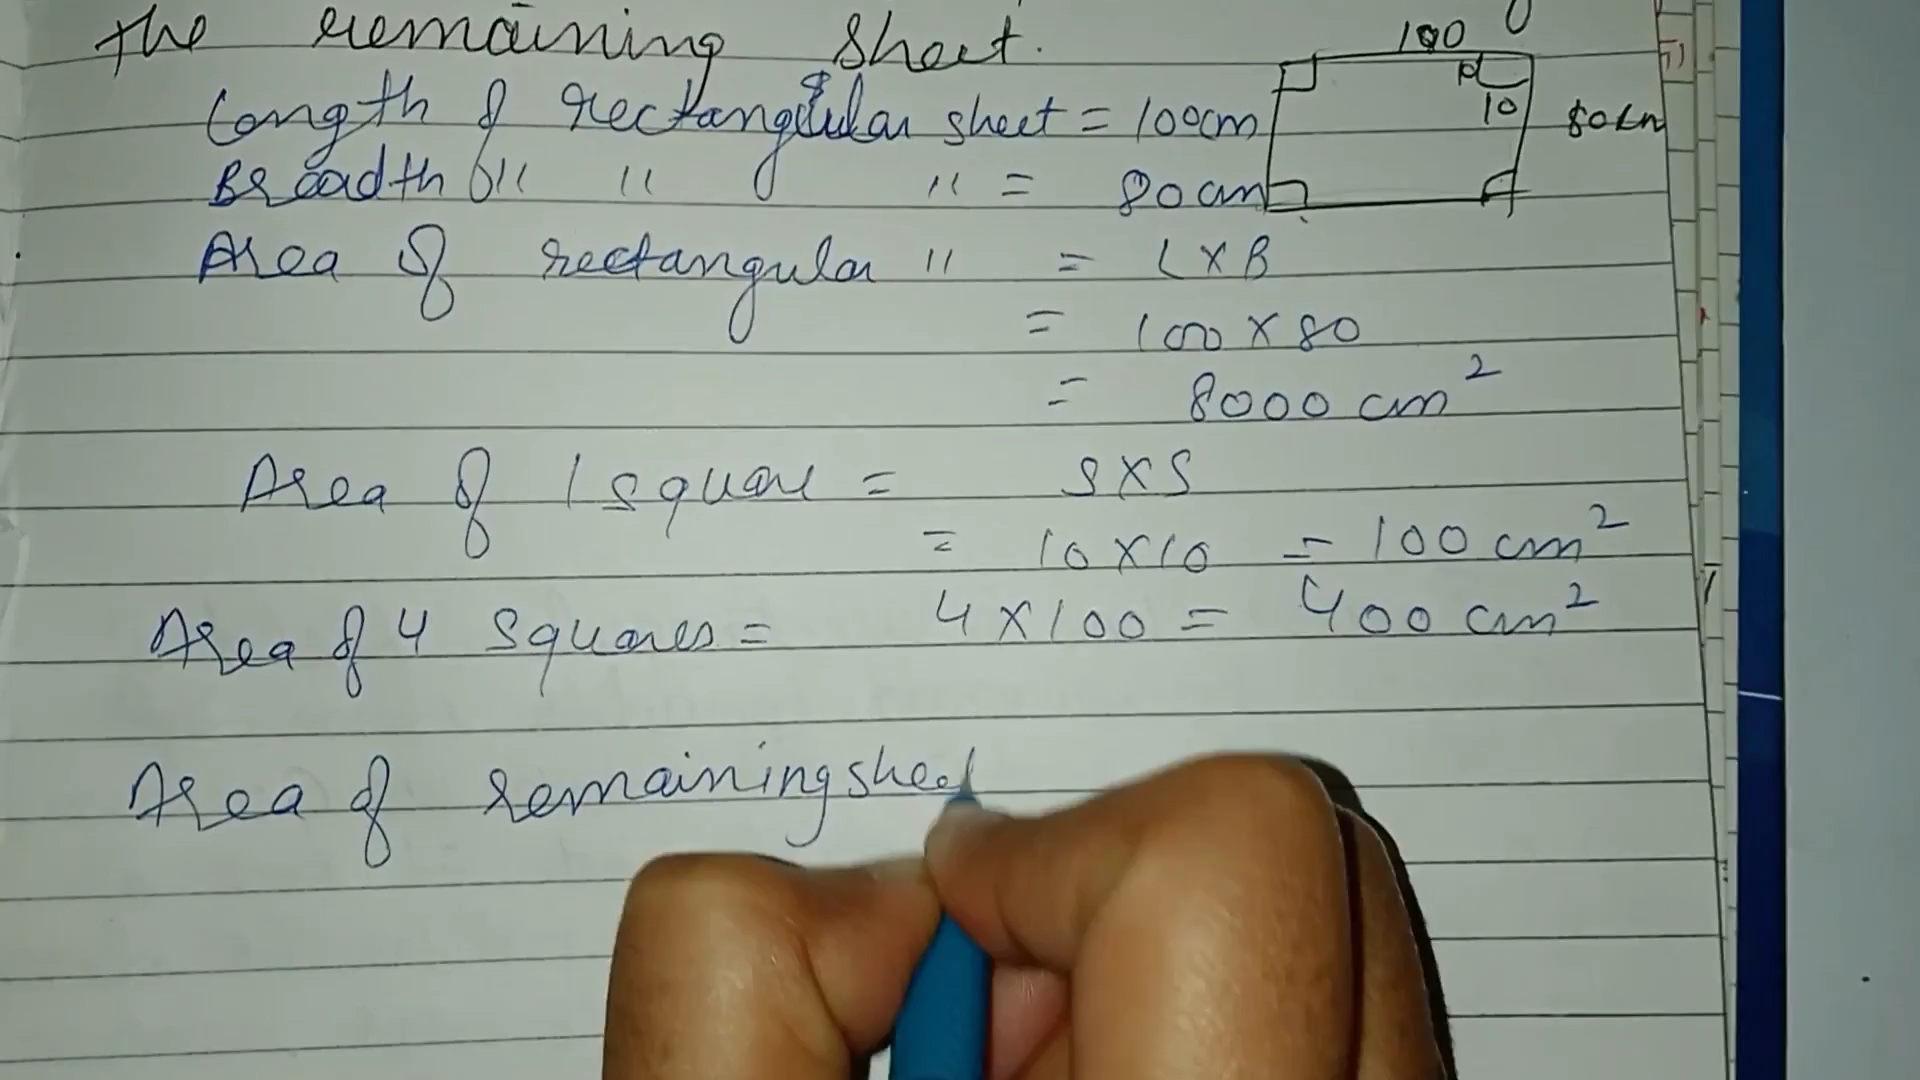 the remaining sheet.
100
Length of rectangular sheet = 100cm
10
80cm
Breadth of " " " = 80cm
Area of rectangular " = L X B
= 100 X 80
= 8000 cm²
Area of 1 square = S X S
= 10 X 10 = 100 cm²
Area of 4 squares = 4 X 100 = 400 cm²
Area of remaining sheet